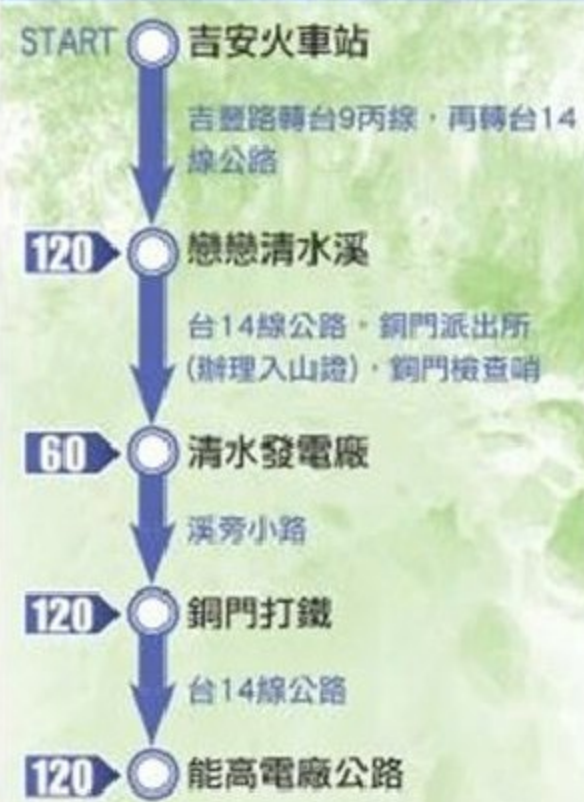 START 吉安火車站
吉豐路轉台9丙線，再轉台14
線公路
120 戀戀清水溪
台14線公路。銅門派出所
(辦理入山證)，銅門檢查哨
60 清水發電廠
溪旁小路
120 銅門打鐵
台14線公路
120 能高電廠公路